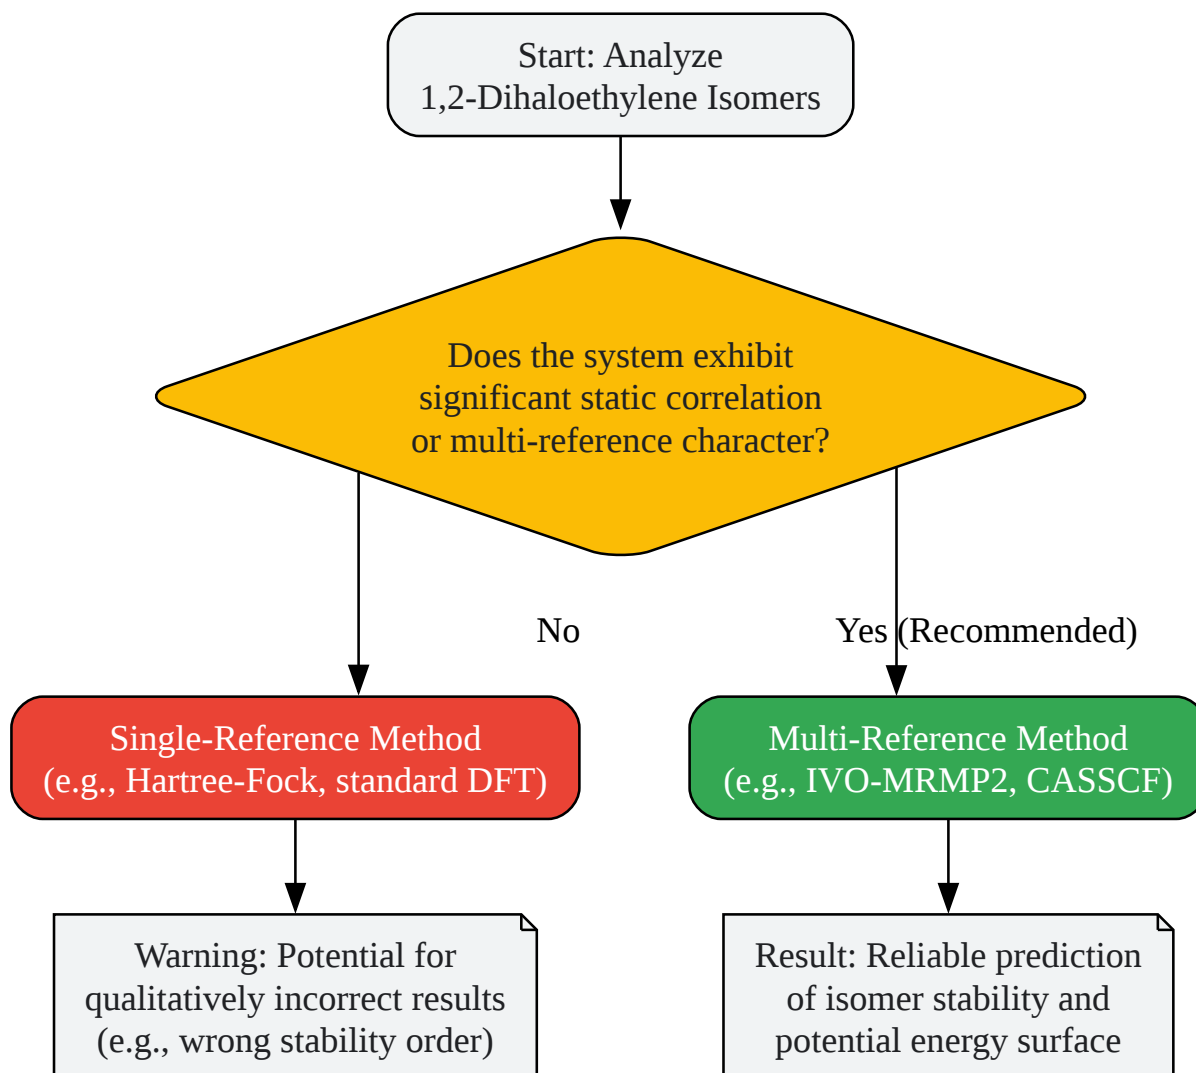 Start: Analyze
1,2-Dihaloethylene Isomers
Does the system exhibit
significant static correlation
or multi-reference character?
No
Yes (Recommended)
Single-Reference Method
(e.g., Hartree-Fock, standard DFT)
Multi-Reference Method
(e.g., IVO-MRMP2, CASSCF)
Warning: Potential for
qualitatively incorrect results
(e.g., wrong stability order)
Result: Reliable prediction
of isomer stability and
potential energy surface